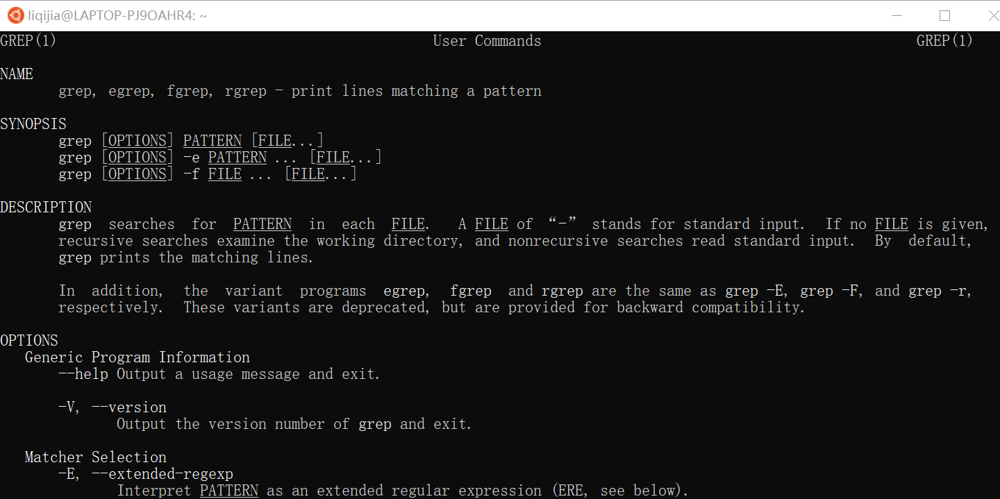 liqijia@LAPTOP-PJ9OAHR4: ~
GREP(1) User Commands GREP(1)
NAME
grep, egrep, fgrep, rgrep - print lines matching a pattern
SYNOPSIS
grep [OPTIONS] PATTERN [FILE...]
grep [OPTIONS] -e PATTERN ... [FILE...]
grep [OPTIONS] -f FILE ... [FILE...]
DESCRIPTION
grep searches for PATTERN in each FILE. A FILE of “-” stands for standard input. If no FILE is given,
recursive searches examine the working directory, and nonrecursive searches read standard input. By default,
grep prints the matching lines.
In addition, the variant programs egrep, fgrep and rgrep are the same as grep -E, grep -F, and grep -r,
respectively. These variants are deprecated, but are provided for backward compatibility.
OPTIONS
Generic Program Information
--help Output a usage message and exit.
-V, --version
Output the version number of grep and exit.
Matcher Selection
-E, --extended-regexp
Interpret PATTERN as an extended regular expression (ERE, see below).